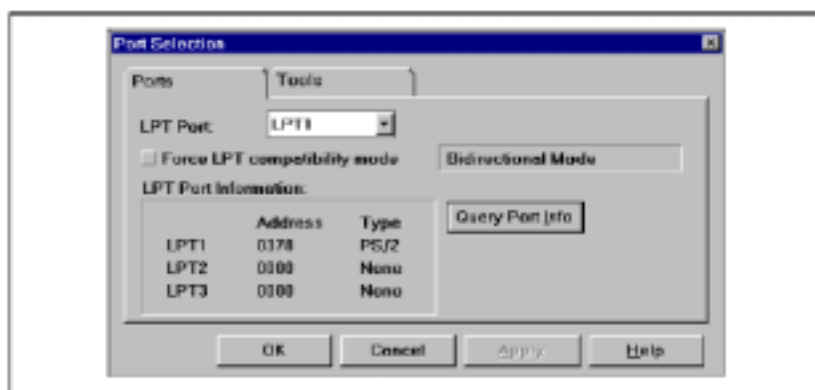 Port Selection
Ports Tools
LPT Port: LPT1
Force LPT compatibility mode Bidirectional Mode
LPT Port Information:
Address Type Query Port Info
LPT1 0378 PS/2
LPT2 0000 None
LPT3 0000 None
OK Cancel Apply Help